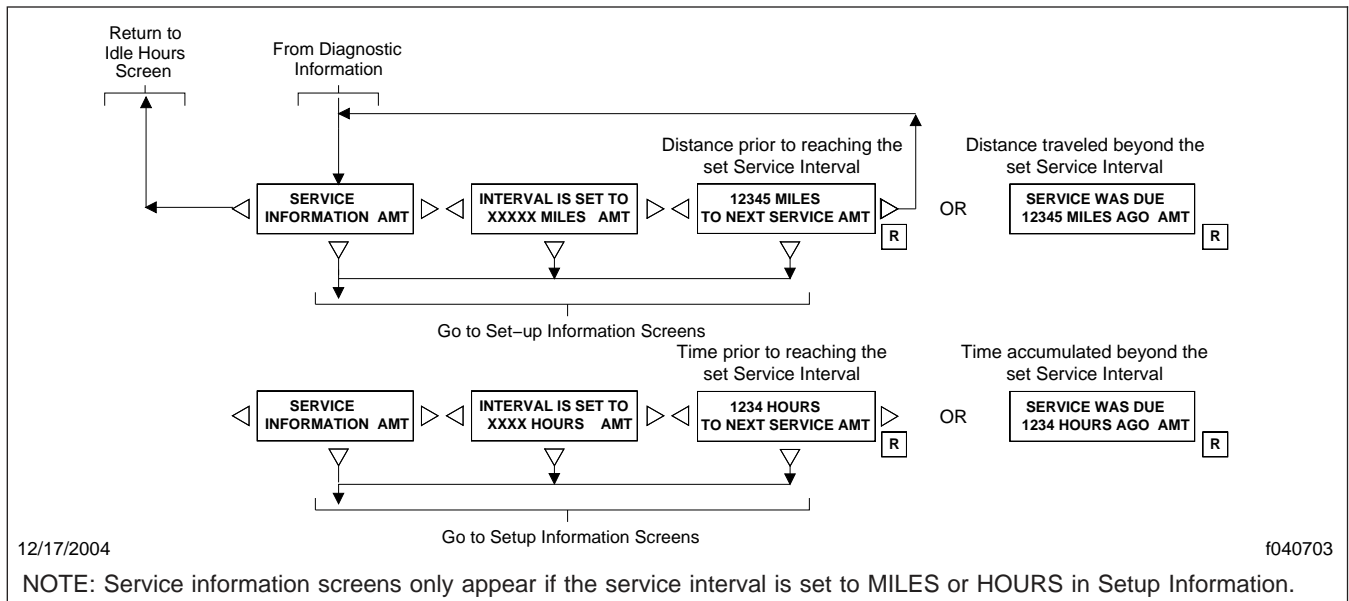 Return to
Idle Hours
Screen
From Diagnostic
Information
Distance prior to reaching the
set Service Interval
Distance traveled beyond the
set Service Interval
SERVICE
INFORMATION AMT
INTERVAL IS SET TO
XXXXX MILES AMT
12345 MILES
TO NEXT SERVICE AMT
R
OR
SERVICE WAS DUE
12345 MILES AGO AMT
R
Go to Set−up Information Screens
Time prior to reaching the
set Service Interval
Time accumulated beyond the
set Service Interval
SERVICE
INFORMATION AMT
INTERVAL IS SET TO
XXXX HOURS AMT
1234 HOURS
TO NEXT SERVICE AMT
R
OR
SERVICE WAS DUE
1234 HOURS AGO AMT
R
Go to Setup Information Screens
12/17/2004
f040703
NOTE: Service information screens only appear if the service interval is set to MILES or HOURS in Setup Information.